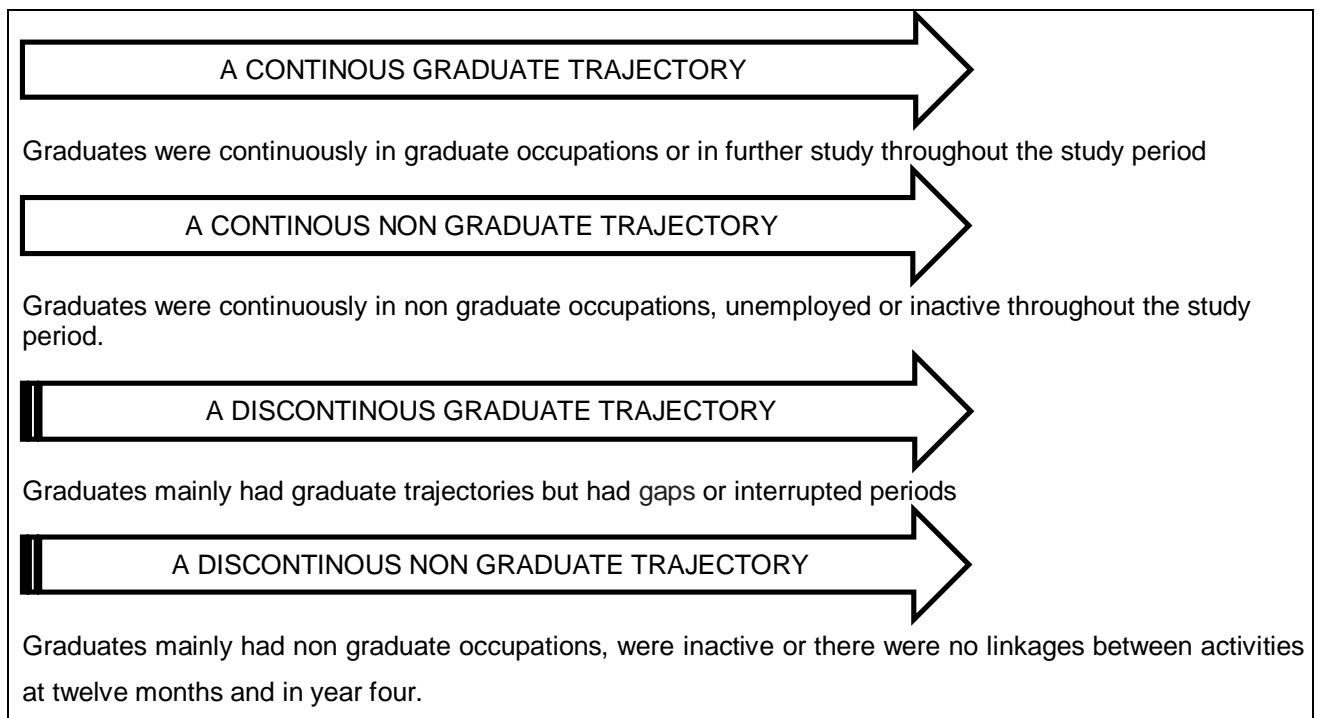 A CONTINOUS GRADUATE TRAJECTORY
Graduates were continuously in graduate occupations or in further study throughout the study period
A CONTINOUS NON GRADUATE TRAJECTORY
Graduates were continuously in non graduate occupations, unemployed or inactive throughout the study
period.
A DISCONTINOUS GRADUATE TRAJECTORY
Graduates mainly had graduate trajectories but had gaps or interrupted periods
A DISCONTINOUS NON GRADUATE TRAJECTORY
Graduates mainly had non graduate occupations, were inactive or there were no linkages between activities
at twelve months and in year four.